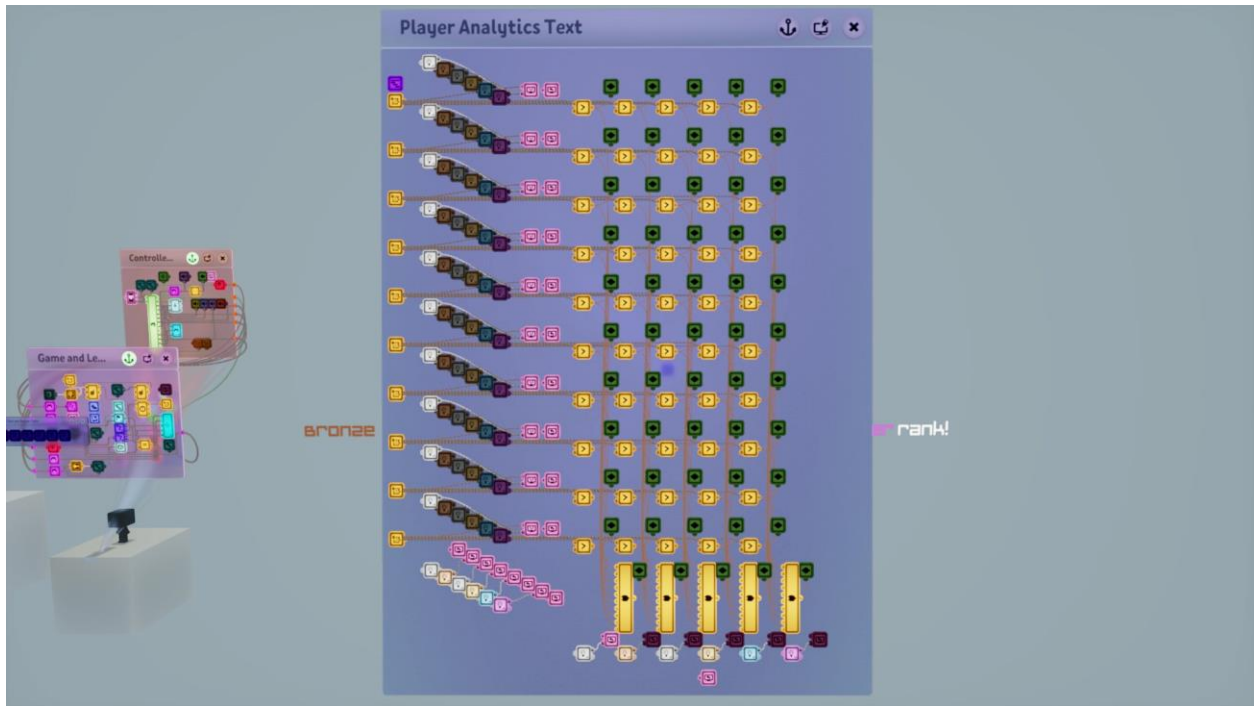 Player Analytics Text
Controlle...
Game and Le...
Bronze
rank!